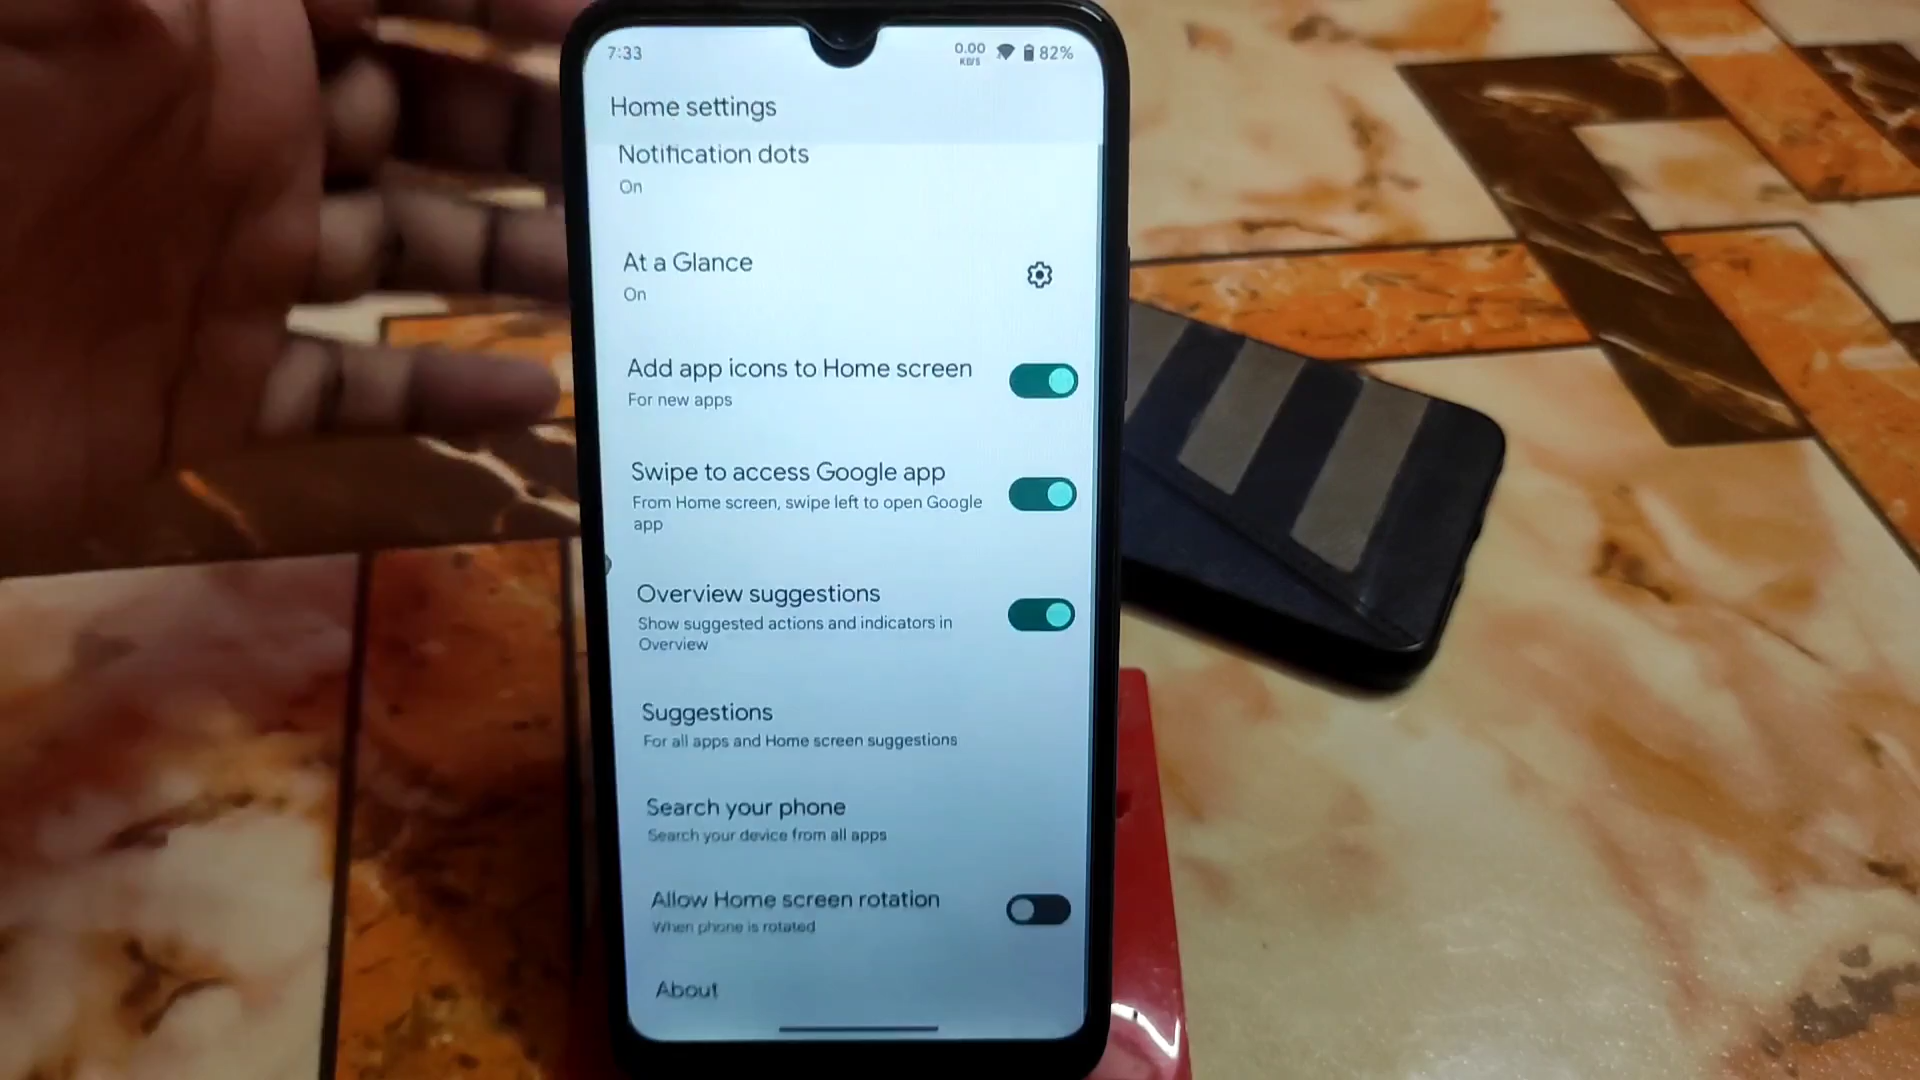 7:33
0.00
KB/S
82%
Home settings
Notification dots
On
At a Glance
On
Add app icons to Home screen
For new apps
Swipe to access Google app
From Home screen, swipe left to open Google
app
Overview suggestions
Show suggested actions and indicators in
Overview
Suggestions
For all apps and Home screen suggestions
Search your phone
Search your device from all apps
Allow Home screen rotation
When phone is rotated
About